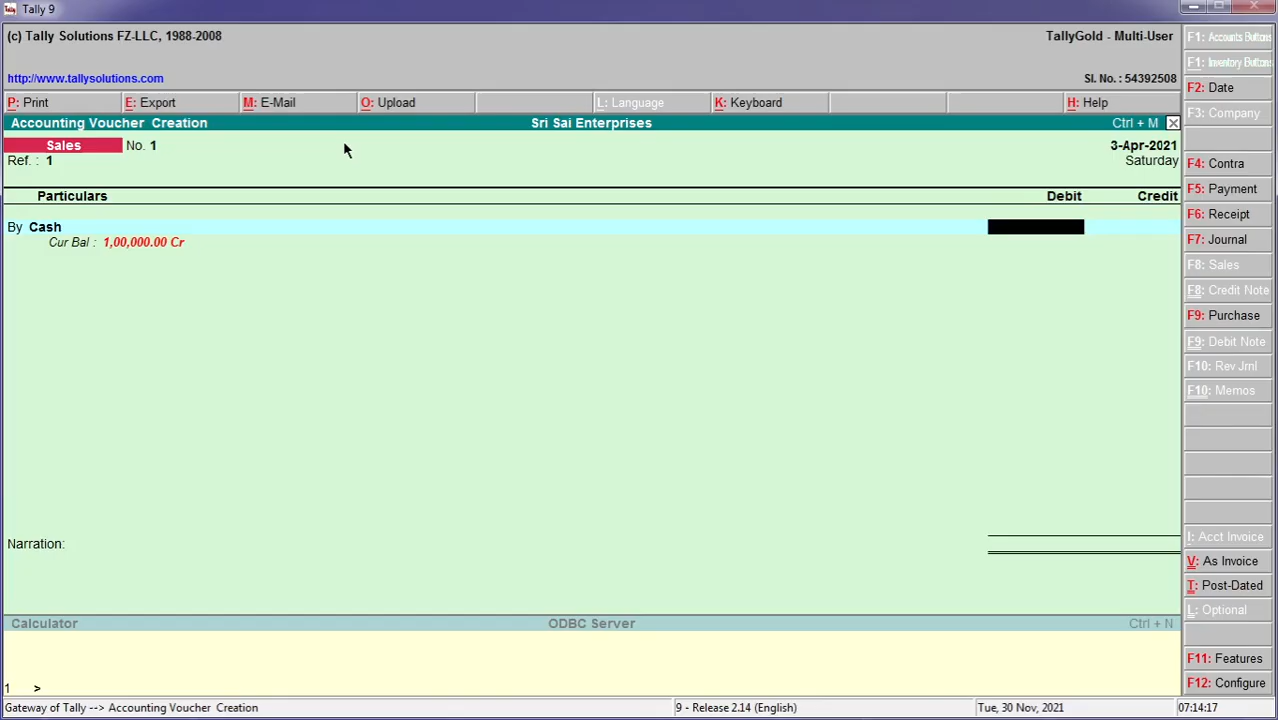 Tally 9
(c) Tally Solutions FZ-LLC, 1988-2008
TallyGold - Multi-User
http://www.tallysolutions.com
Sl. No. : 54392508
P: Print E: Export M: E-Mail O: Upload L: Language K: Keyboard H: Help
Accounting Voucher Creation Sri Sai Enterprises Ctrl + M
Sales No. 1 3-Apr-2021
Ref. : 1 Saturday
Particulars Debit Credit
By Cash
Cur Bal : 1,00,000.00 Cr
Narration:
Calculator ODBC Server Ctrl + N
1 >
Gateway of Tally --> Accounting Voucher Creation 9 - Release 2.14 (English) Tue, 30 Nov, 2021 07:14:17
F1: Accounts Buttons
F1: Inventory Buttons
F2: Date
F3: Company
F4: Contra
F5: Payment
F6: Receipt
F7: Journal
F8: Sales
F8: Credit Note
F9: Purchase
F9: Debit Note
F10: Rev Jrnl
F10: Memos
I: Acct Invoice
V: As Invoice
T: Post-Dated
L: Optional
F11: Features
F12: Configure